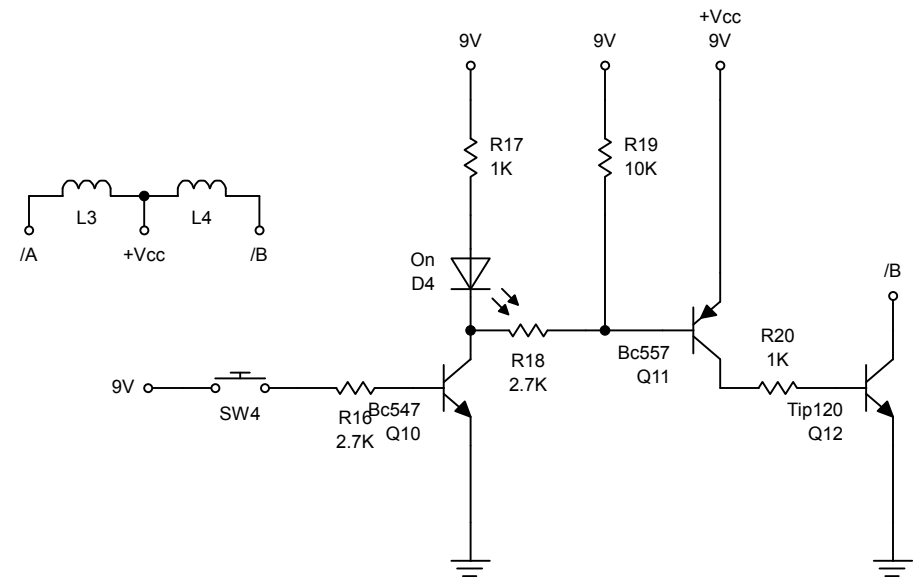 +Vcc
9V
9V
9V
R17
1K
R19
10K
L3
L4
/A
+Vcc
/B
On
D4
/B
R18
2.7K
Bc557
Q11
R20
1K
9V
SW4
R16
2.7K
Bc547
Q10
Tip120
Q12